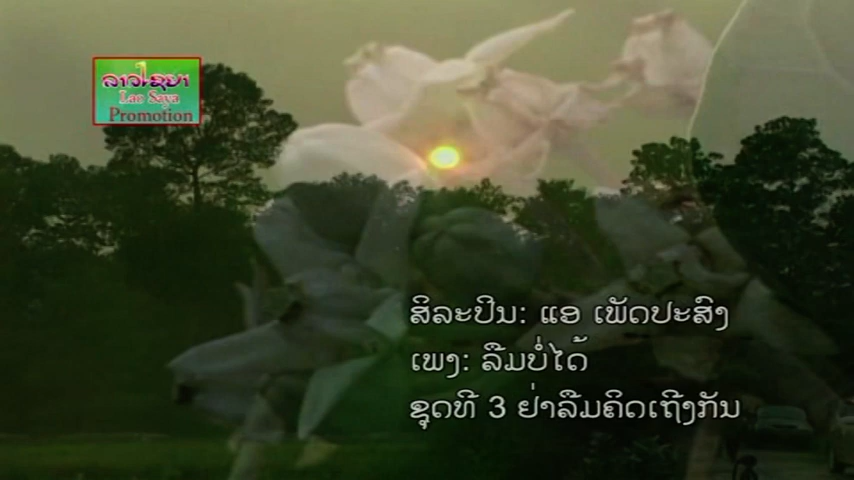 ລາວໄຊຍາ
Lao Saya
Promotion
ສິລະປິນ: ແອ ເພັດປະສົງ
ເພງ: ລືມບໍ່ໄດ້
ຊຸດທີ 3 ຢ່າລືມຄິດເຖີງກັນ